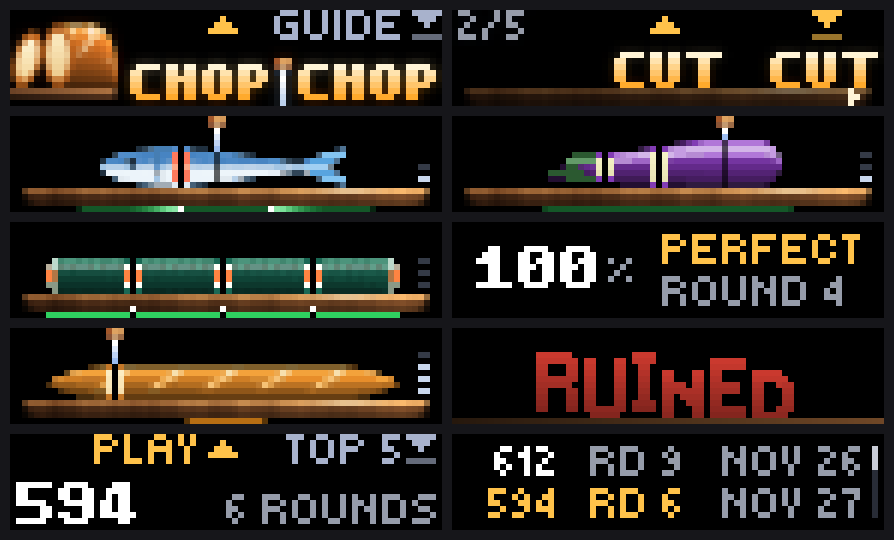 GUIDE
CHOP CHOP
2/5
CUT CUT
100% PERFECT
ROUND 4
RUINED
PLAY TOP 5
594 6 ROUNDS
612 RD 9 NOV 26
594 RD 6 NOV 27